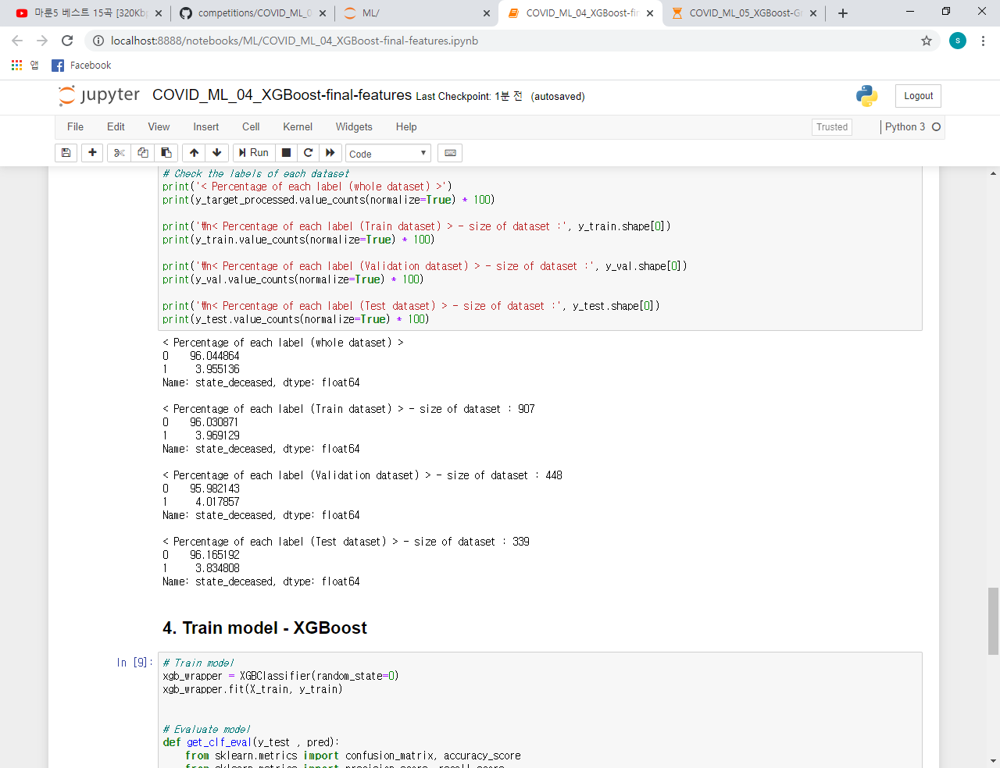 마룬5 베스트 15곡 [320Kbp
competitions/COVID_ML_0
ML/
COVID_ML_04_XGBoost-fin
COVID_ML_05_XGBoost-Gr
localhost:8888/notebooks/ML/COVID_ML_04_XGBoost-final-features.ipynb
s
앱 Facebook
jupyter COVID_ML_04_XGBoost-final-features Last Checkpoint: 1분 전 (autosaved) Logout
File Edit View Insert Cell Kernel Widgets Help Trusted Python 3
Run Code
# Check the labels of each dataset
print('< Percentage of each label (whole dataset) >')
print(y_target_processed.value_counts(normalize=True) * 100)
print('₩n< Percentage of each label (Train dataset) > - size of dataset :', y_train.shape[0])
print(y_train.value_counts(normalize=True) * 100)
print('₩n< Percentage of each label (Validation dataset) > - size of dataset :', y_val.shape[0])
print(y_val.value_counts(normalize=True) * 100)
print('₩n< Percentage of each label (Test dataset) > - size of dataset :', y_test.shape[0])
print(y_test.value_counts(normalize=True) * 100)
< Percentage of each label (whole dataset) >
0 96.044864
1 3.955136
Name: state_deceased, dtype: float64
< Percentage of each label (Train dataset) > - size of dataset : 907
0 96.030871
1 3.969129
Name: state_deceased, dtype: float64
< Percentage of each label (Validation dataset) > - size of dataset : 448
0 95.982143
1 4.017857
Name: state_deceased, dtype: float64
< Percentage of each label (Test dataset) > - size of dataset : 339
0 96.165192
1 3.834808
Name: state_deceased, dtype: float64
4. Train model - XGBoost
In [9]: # Train model
xgb_wrapper = XGBClassifier(random_state=0)
xgb_wrapper.fit(X_train, y_train)
# Evaluate model
def get_clf_eval(y_test , pred):
from sklearn.metrics import confusion_matrix, accuracy_score
from sklearn.metrics import precision_score, recall_score